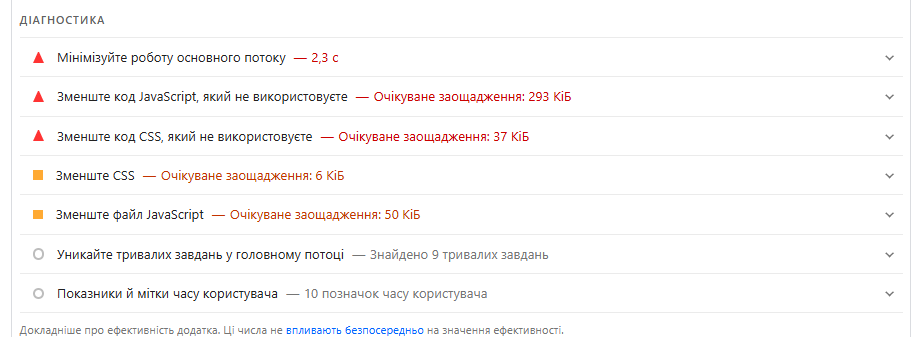 ДІАГНОСТИКА
Мінімізуйте роботу основного потоку — 2,3 с
Зменште код JavaScript, який не використовуєте — Очікуване заощадження: 293 КіБ
Зменште код CSS, який не використовуєте — Очікуване заощадження: 37 КіБ
Зменште CSS — Очікуване заощадження: 6 КіБ
Зменште файл JavaScript — Очікуване заощадження: 50 КіБ
Уникайте тривалих завдань у головному потоці — Знайдено 9 тривалих завдань
Показники й мітки часу користувача — 10 позначок часу користувача
Докладніше про ефективність додатка. Ці числа не впливають безпосередньо на значення ефективності.